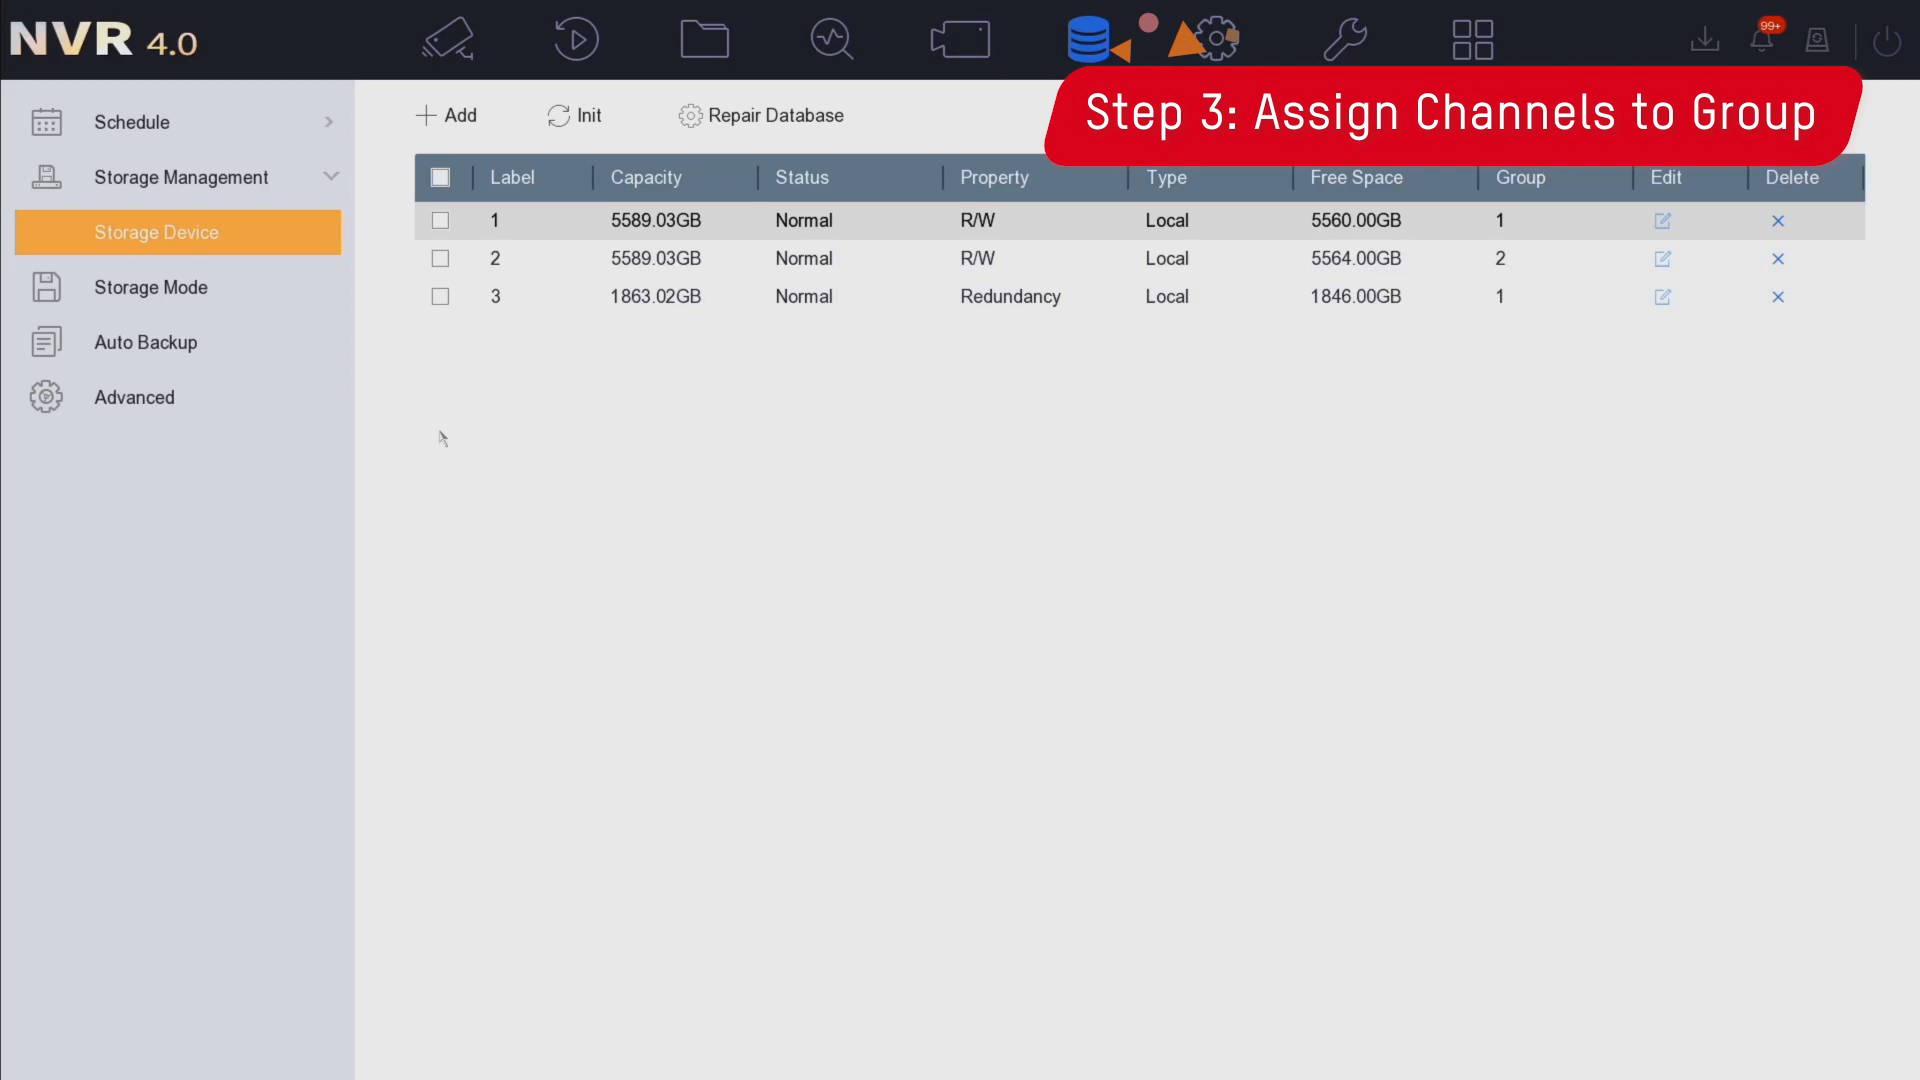 NVR 4.0
99+
Step 3: Assign Channels to Group
Schedule
Storage Management
Storage Device
Storage Mode
Auto Backup
Advanced
Add Init Repair Database
Label Capacity Status Property Type Free Space Group Edit Delete
1 5589.03GB Normal R/W Local 5560.00GB 1
2 5589.03GB Normal R/W Local 5564.00GB 2
3 1863.02GB Normal Redundancy Local 1846.00GB 1